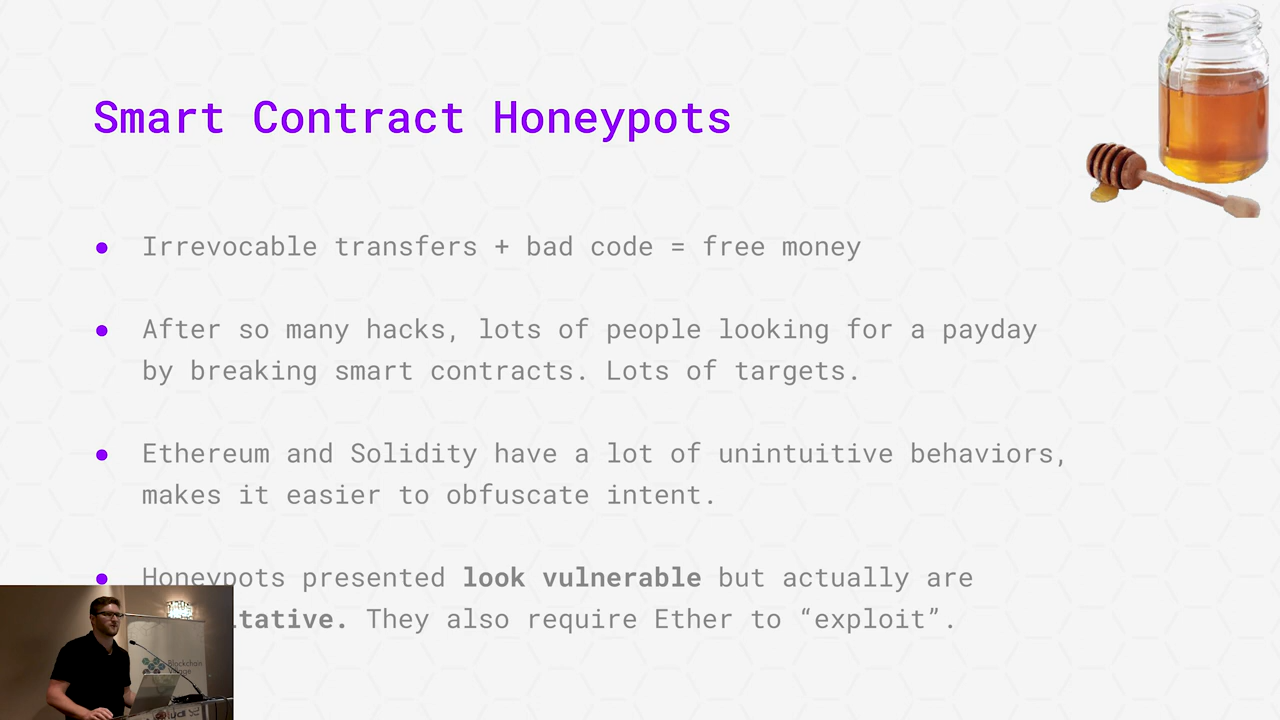 Smart Contract Honeypots
● Irrevocable transfers + bad code = free money
● After so many hacks, lots of people looking for a payday
by breaking smart contracts. Lots of targets.
● Ethereum and Solidity have a lot of unintuitive behaviors,
makes it easier to obfuscate intent.
● Honeypots presented look vulnerable but actually are
tative. They also require Ether to “exploit”.
Blockchain
Village